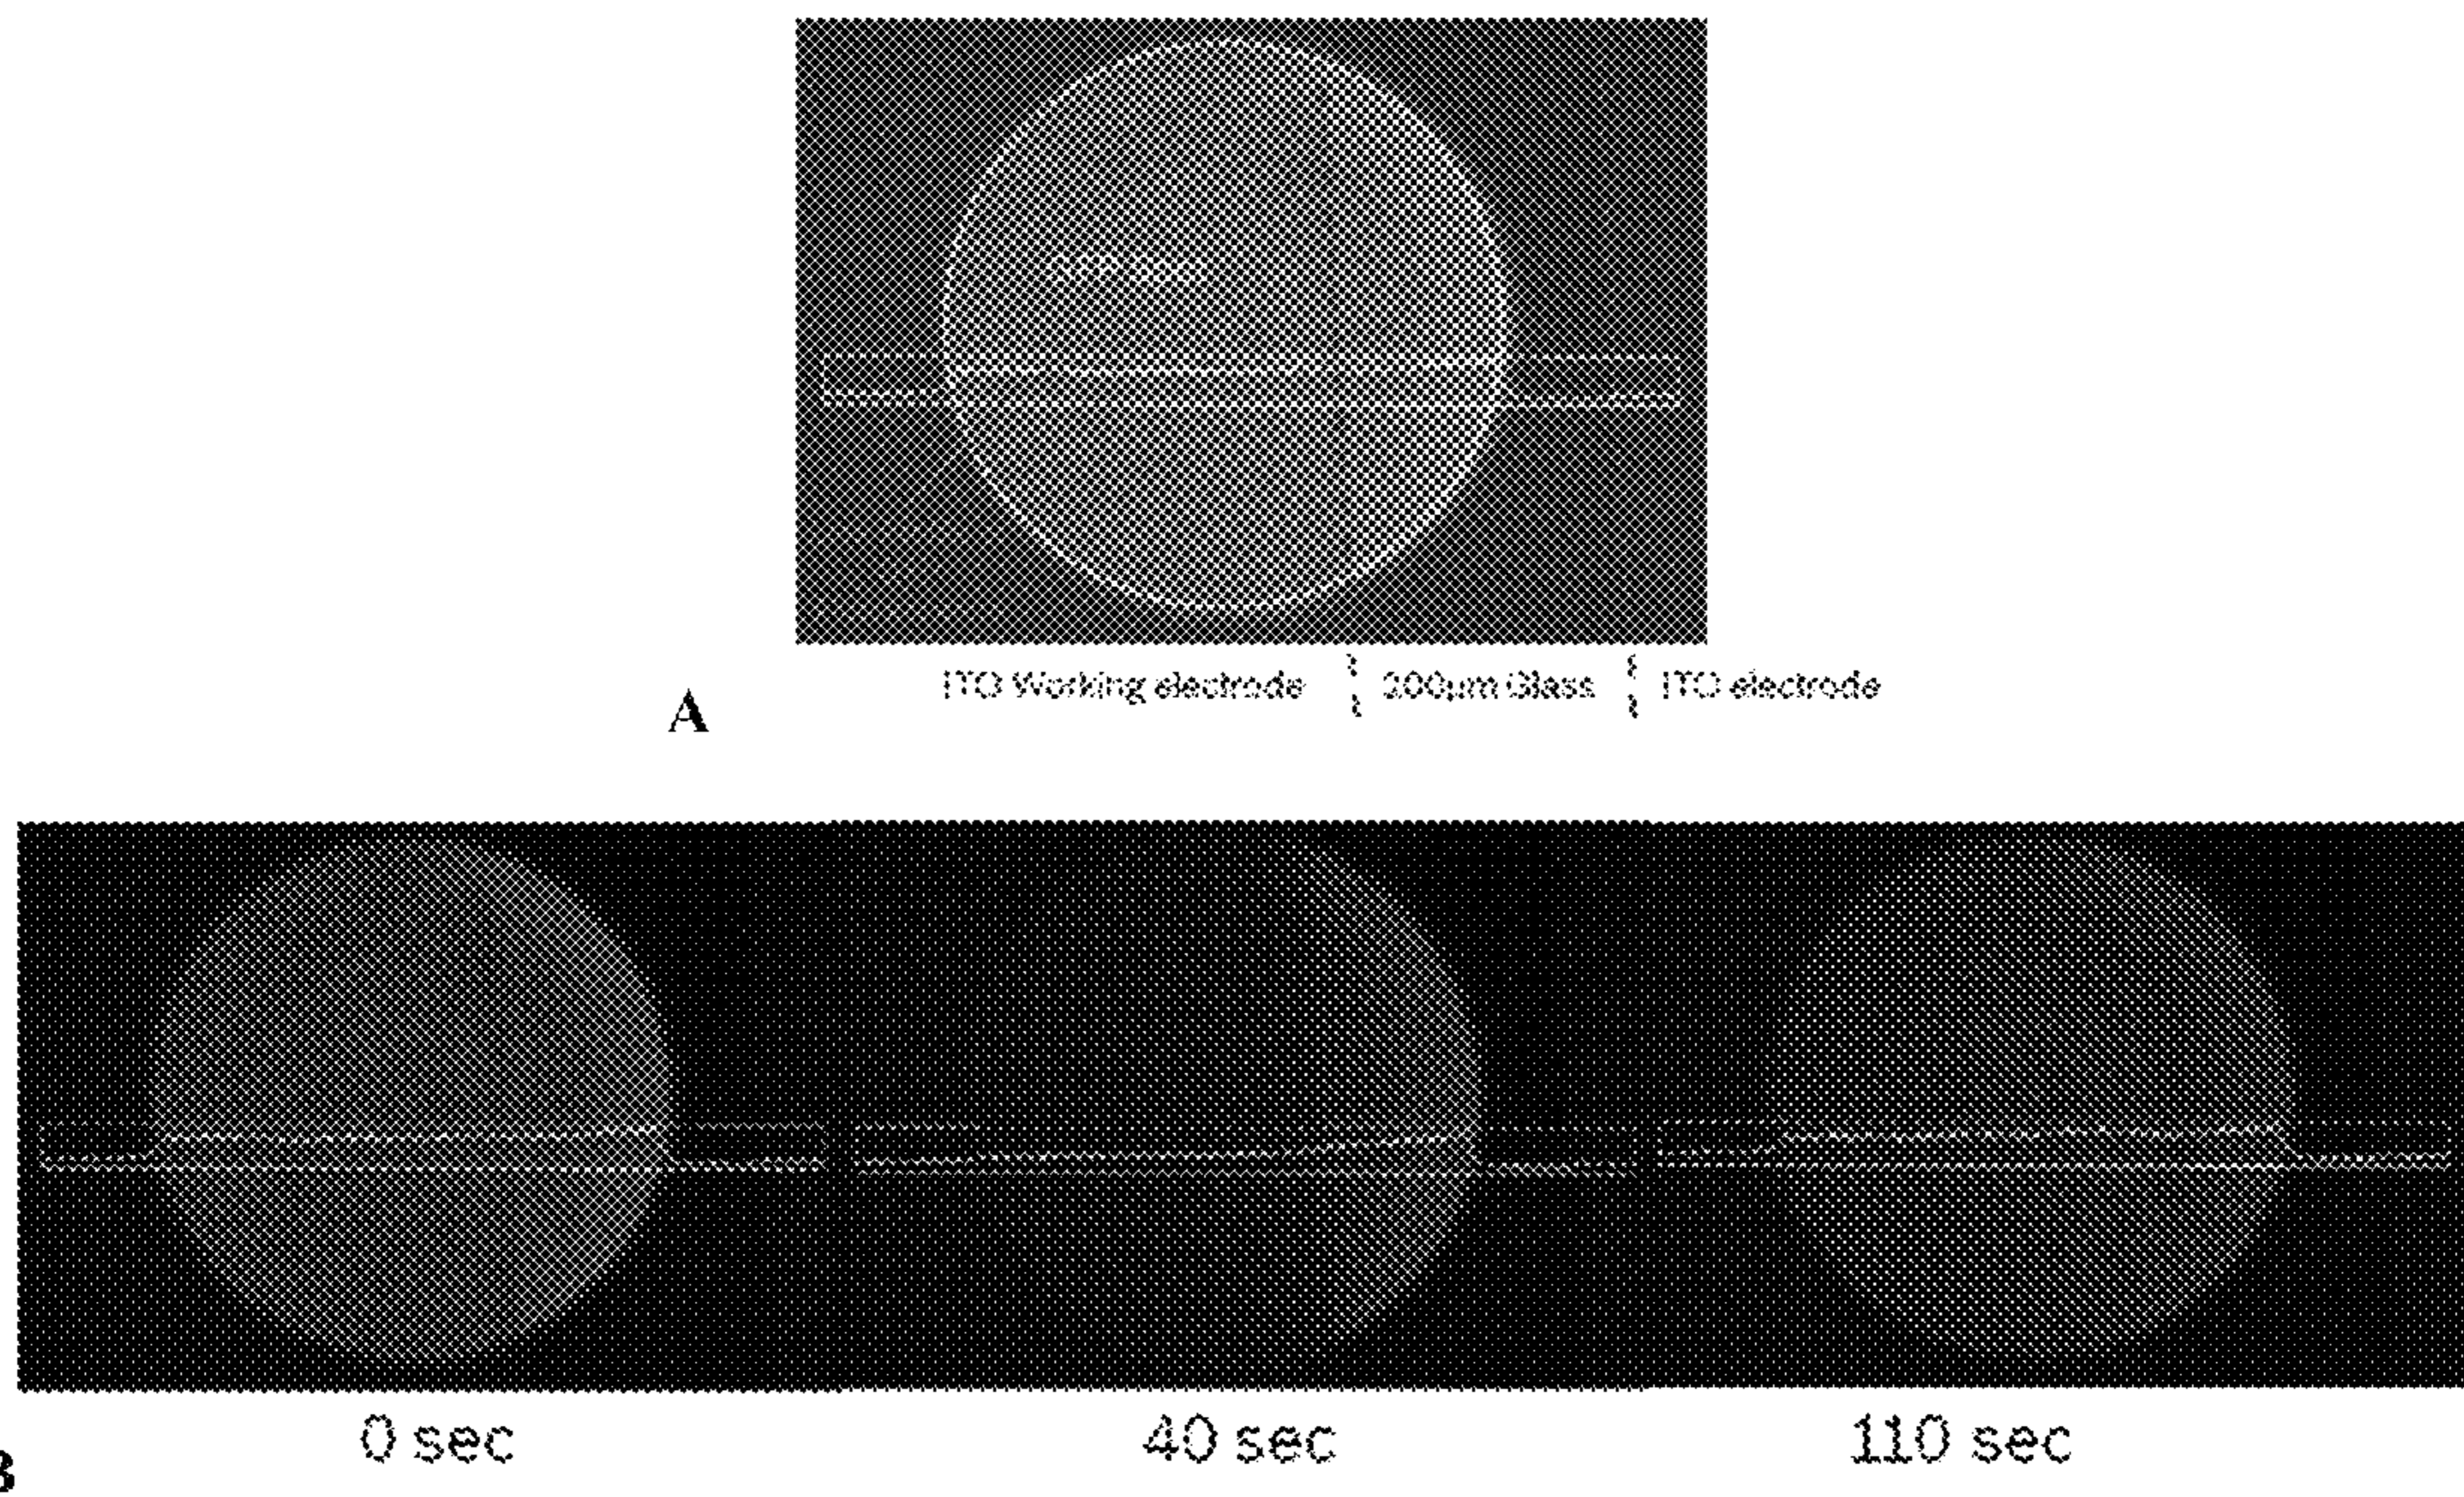 ITO Working electrode ┆ 200µm Glass ┆ ITO electrode
A
0 sec 40 sec 110 sec
B